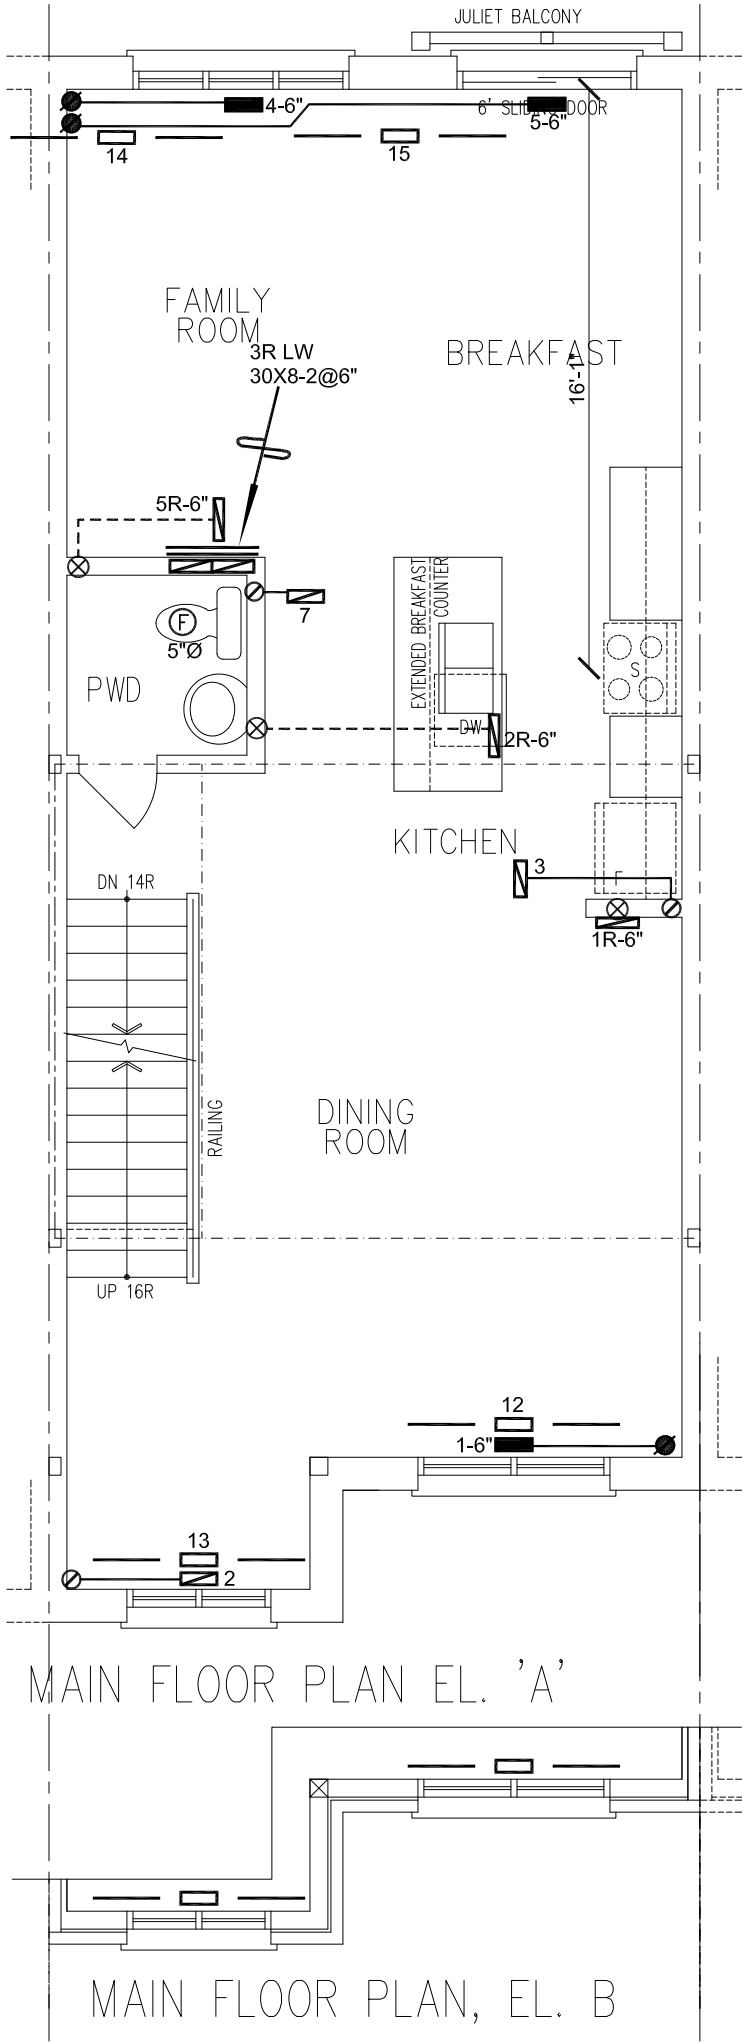 JULIET BALCONY
4-6"
6' SLIDING DOOR
5-6"
14
15
FAMILY
ROOM
3R LW
30X8-2@6"
BREAKFAST
16'-1"
5R-6"
7
F
5"Ø
EXTENDED BREAKFAST
COUNTER
S
PWD
DW
2R-6"
KITCHEN
3
F
DN 14R
1R-6"
RAILING
DINING
ROOM
UP 16R
12
1-6"
13
2
MAIN FLOOR PLAN EL. 'A'
MAIN FLOOR PLAN, EL. B